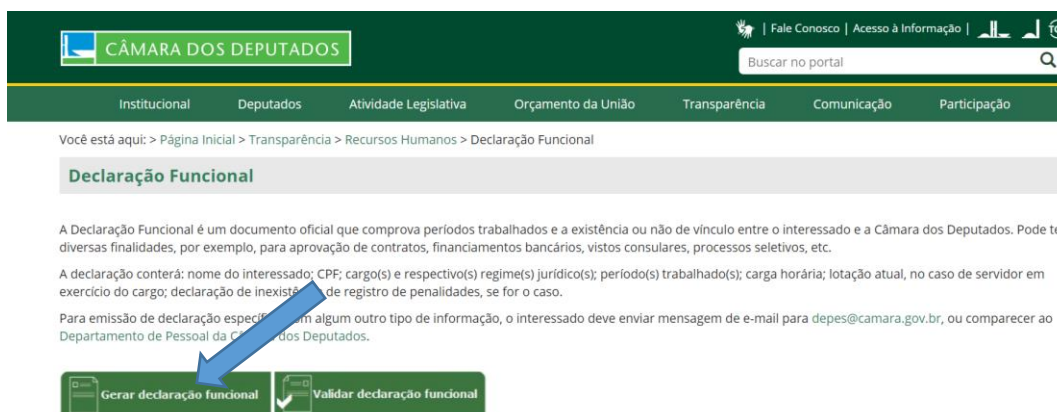 | Fale Conosco | Acesso à Informação |
CÂMARA DOS DEPUTADOS
Buscar no portal
Institucional Deputados Atividade Legislativa Orçamento da União Transparência Comunicação Participação
Você está aqui: > Página Inicial > Transparência > Recursos Humanos > Declaração Funcional
Declaração Funcional
A Declaração Funcional é um documento oficial que comprova períodos trabalhados e a existência ou não de vínculo entre o interessado e a Câmara dos Deputados. Pode
diversas finalidades, por exemplo, para aprovação de contratos, financiamentos bancários, vistos consulares, processos seletivos, etc.
A declaração conterá: nome do interessado; CPF; cargo(s) e respectivo(s) regime(s) jurídico(s); período(s) trabalhado(s); carga horária; lotação atual, no caso de servidor em
exercício do cargo; declaração de inexistência de registro de penalidades, se for o caso.
Para emissão de declaração algum outro tipo de informação, o interessado deve enviar mensagem de e-mail para depes@camara.gov.br, ou comparecer ao
Departamento de Pessoal da dos Deputados.
Gerar declaração funcional Validar declaração funcional